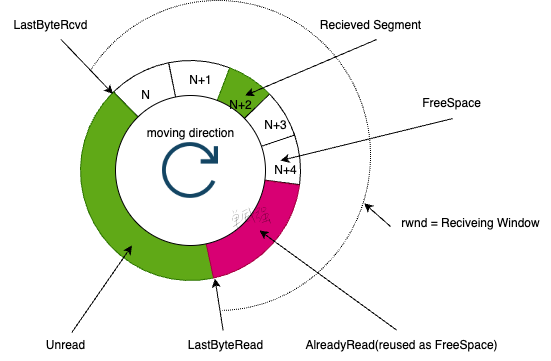 LastByteRcvd
Recieved Segment
N
N+1
N+2
N+3
N+4
FreeSpace
moving direction
rwnd = Reciveing Window
Unread
LastByteRead
AlreadyRead(reused as FreeSpace)